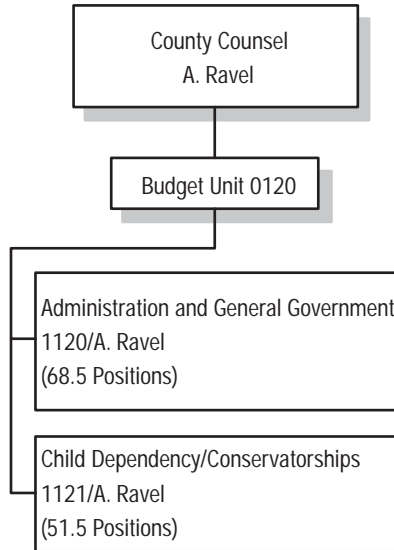 County Counsel
A. Ravel
Budget Unit 0120
Administration and General Government
1120/A. Ravel
(68.5 Positions)
Child Dependency/Conservatorships
1121/A. Ravel
(51.5 Positions)